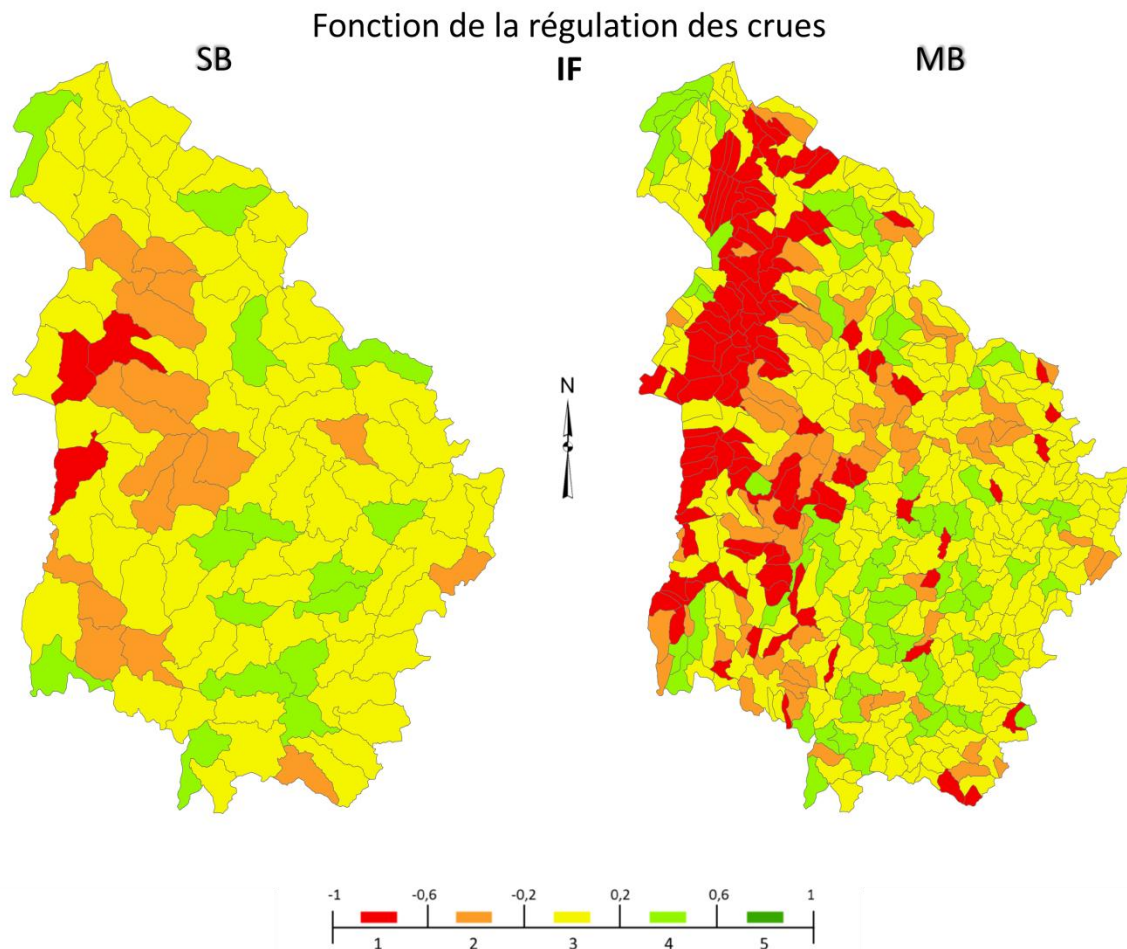 Fonction de la régulation des crues
SB
IF
MB
N
-1 -0,6 -0,2 0,2 0,6 1
1 2 3 4 5